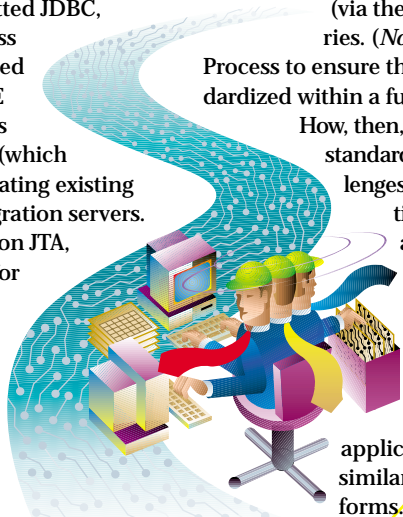 tted JDBC,
ss
ed
E
s
(which
ating existing
gration servers.
on JTA,
or
(via the
ries. (No
Process to ensure th
dardized within a fu
How, then,
standard
lenges
ti
a
applic
similar
forms.